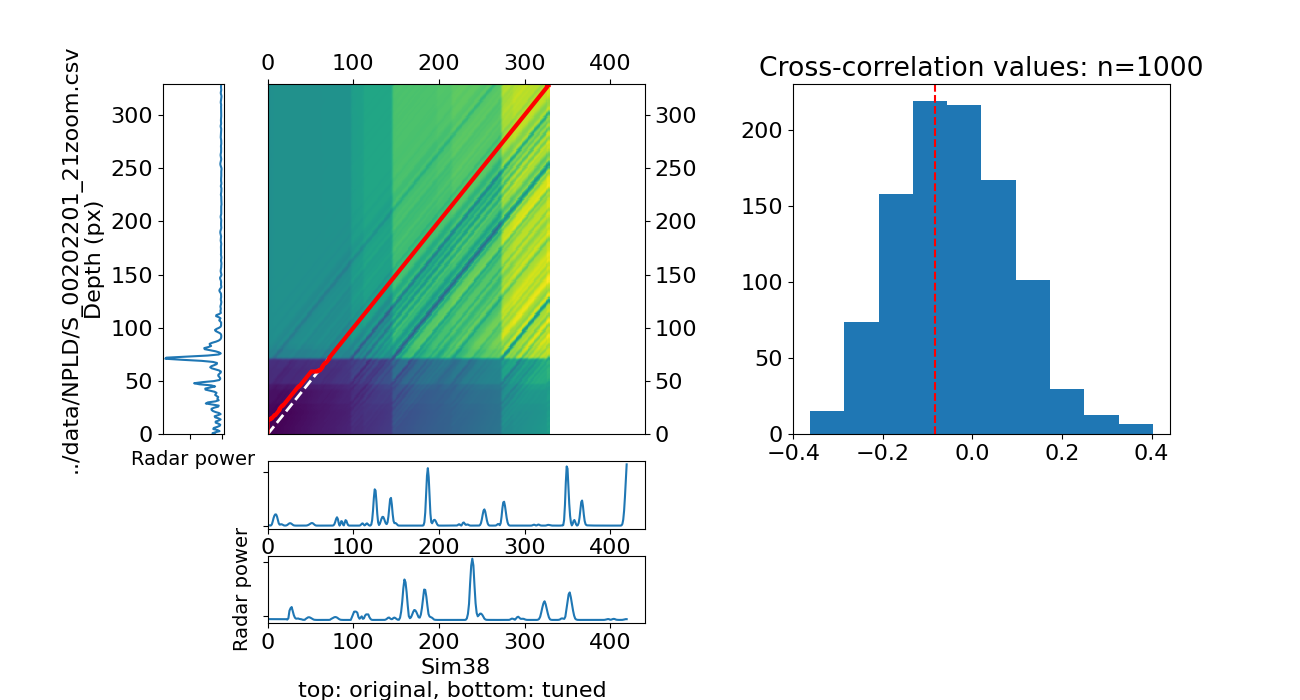 0 100 200 300 400
Cross-correlation values: n=1000
../data/NPLD/S_00202201_21zoom.csv
Depth (px)
300
250
200
150
100
50
0
300
250
200
150
100
50
0
200
150
100
50
0
−0.4 −0.2 0.0 0.2 0.4
Radar power
0 100 200 300 400
Radar power
0 100 200 300 400
Sim38
top: original, bottom: tuned